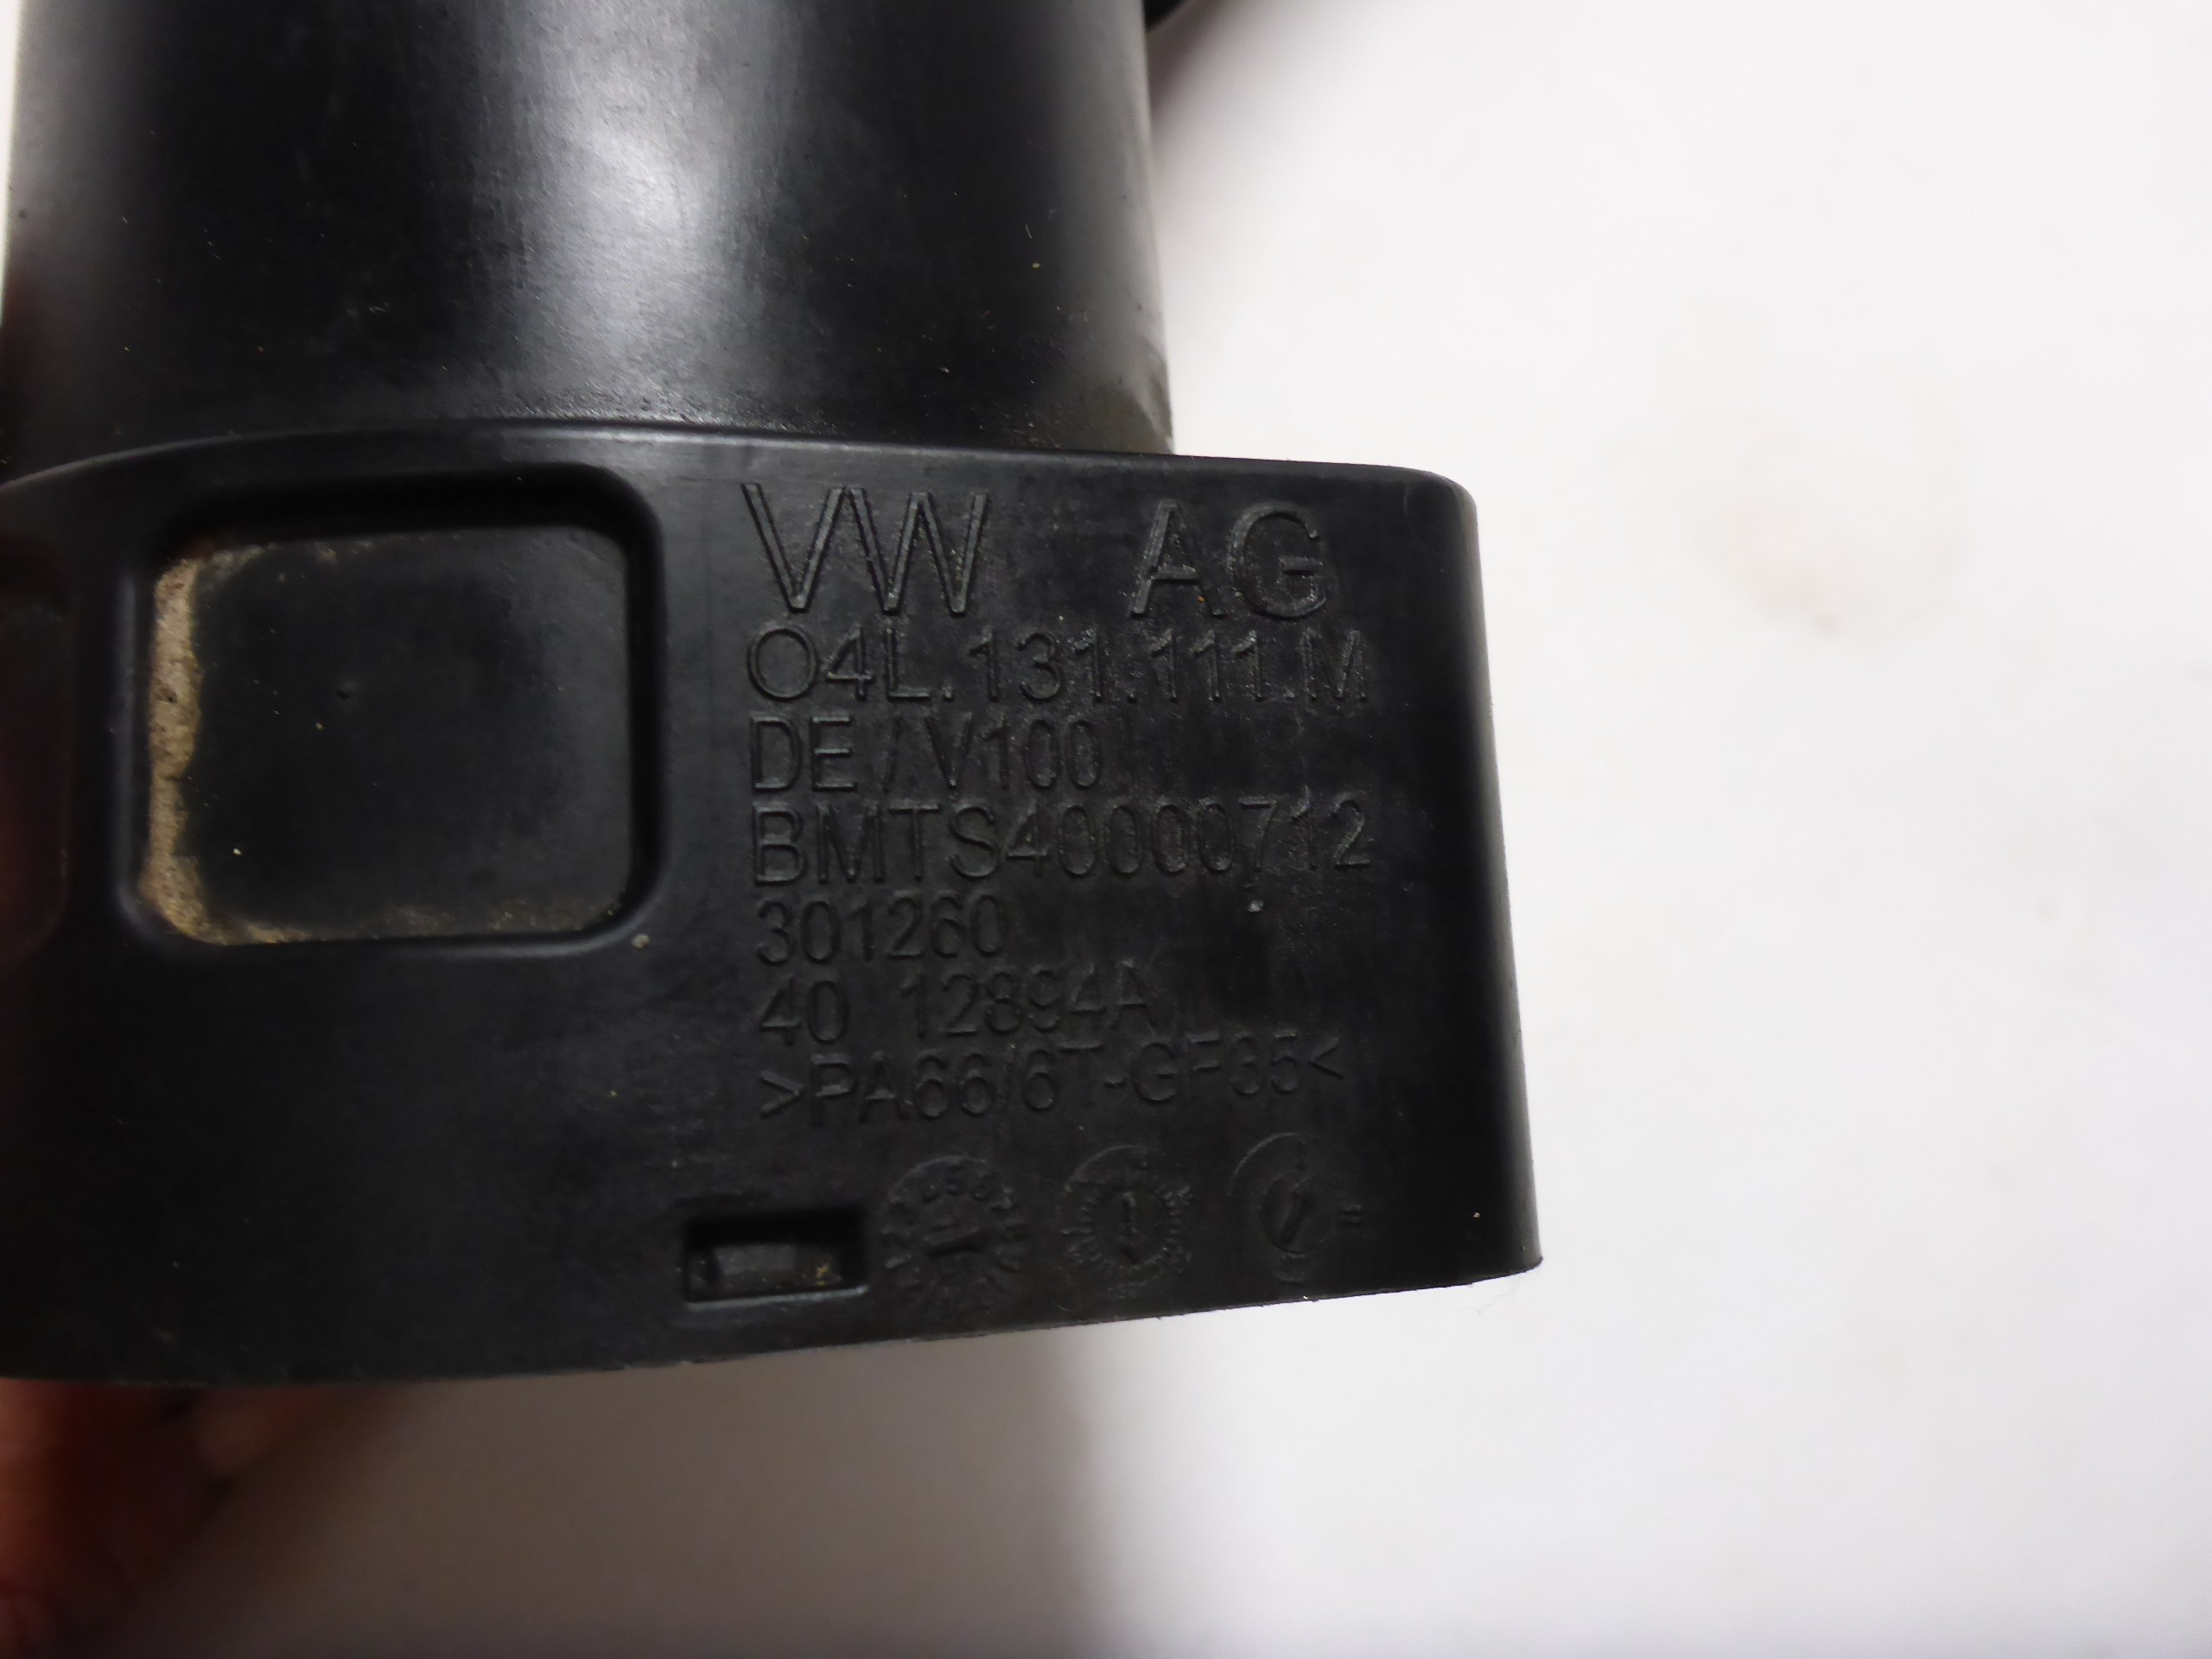 VW AG
04L.131.111.M
DE/V100
BMTS40000712
301260
40 12894A
>PA66/6T-GF35<